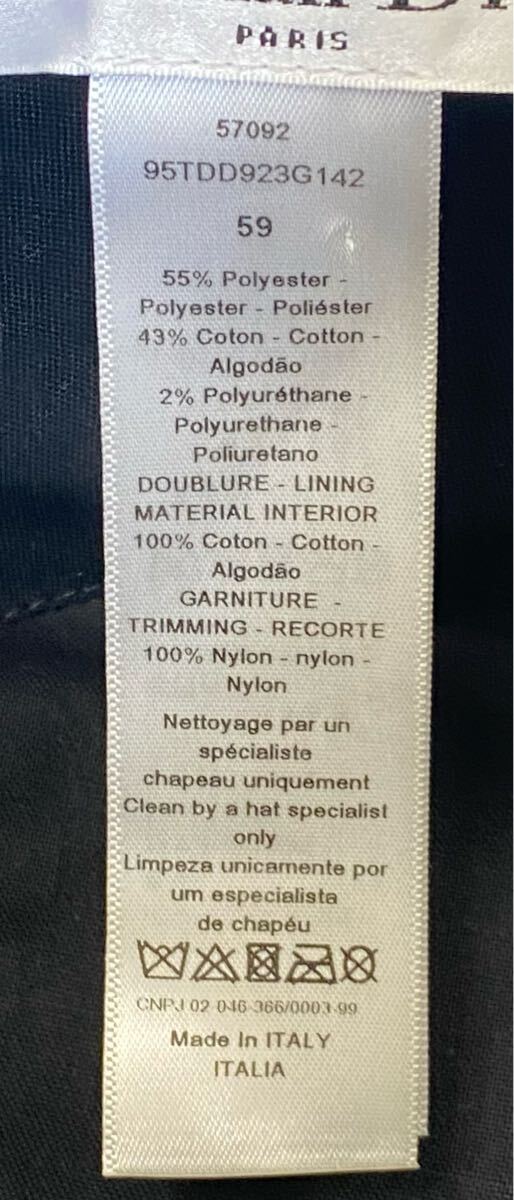 PARIS
57092
95TDD923G142
59
55% Polyester -
Polyester - Poliéster
43% Coton - Cotton -
Algodão
2% Polyuréthane -
Polyurethane -
Poliuretano
DOUBLURE - LINING
MATERIAL INTERIOR
100% Coton - Cotton -
Algodão
GARNITURE -
TRIMMING - RECORTE
100% Nylon - nylon -
Nylon
Nettoyage par un
spécialiste
chapeau uniquement
Clean by a hat specialist
only
Limpeza unicamente por
um especialista
de chapéu
CNPJ 02 046 366/0003-99
Made In ITALY
ITALIA